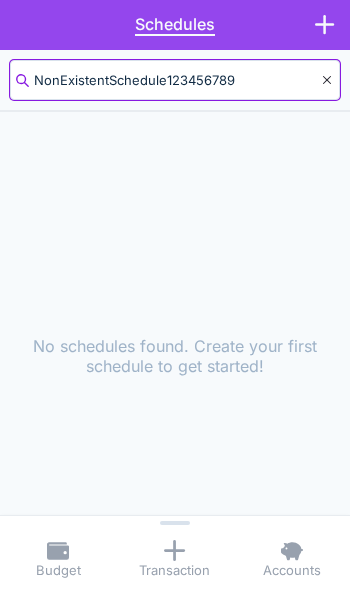 Schedules
NonExistentSchedule123456789
No schedules found. Create your first
schedule to get started!
Budget
Transaction
Accounts